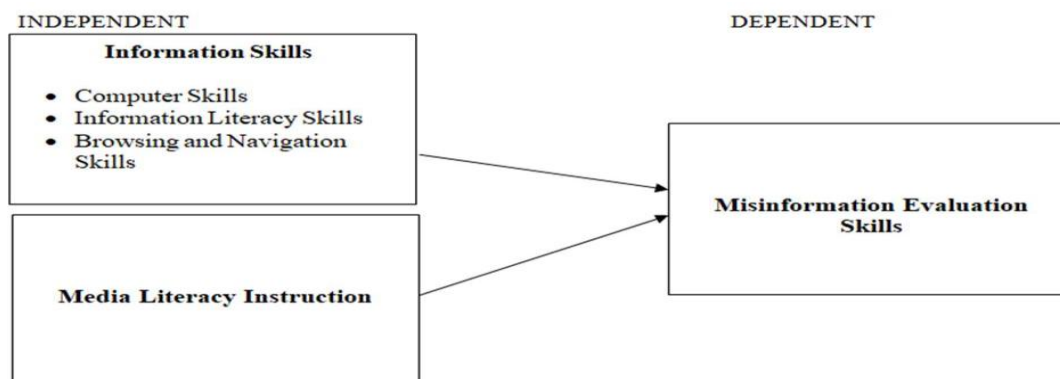 INDEPENDENT
Information Skills
• Computer Skills
• Information Literacy Skills
• Browsing and Navigation
Skills
Media Literacy Instruction
DEPENDENT
Misinformation Evaluation
Skills